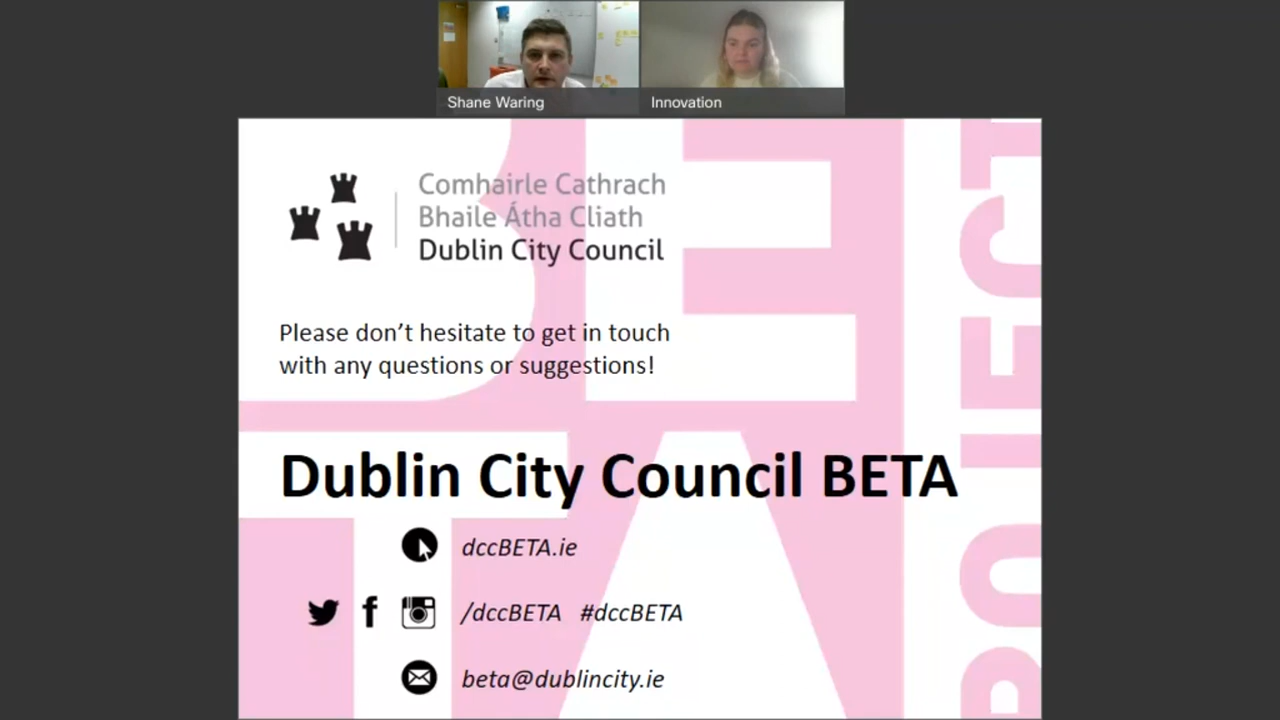 Shane Waring
Innovation
Comhairle Cathrach
Bhaile Átha Cliath
Dublin City Council
Please don’t hesitate to get in touch
with any questions or suggestions!
Dublin City Council BETA
dccBETA.ie
/dccBETA #dccBETA
beta@dublincity.ie
BETA